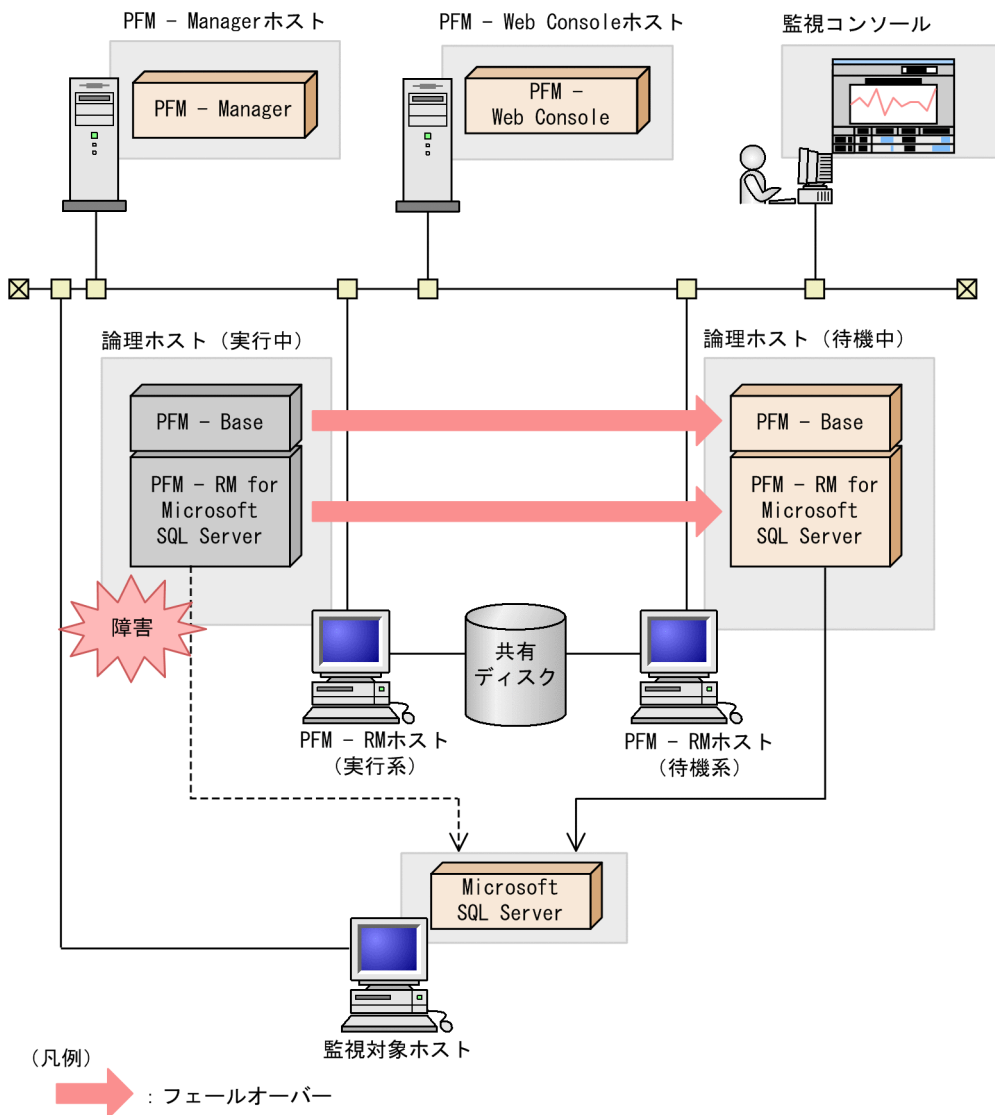 PFM - Managerホスト
PFM - Web Consoleホスト
監視コンソール
PFM - Manager
PFM -
Web Console
論理ホスト（実行中）
論理ホスト（待機中）
PFM - Base
PFM - Base
PFM - RM for
Microsoft
SQL Server
PFM - RM for
Microsoft
SQL Server
障害
共有
ディスク
PFM - RMホスト
（実行系）
PFM - RMホスト
（待機系）
Microsoft
SQL Server
監視対象ホスト
（凡例）
：フェールオーバー